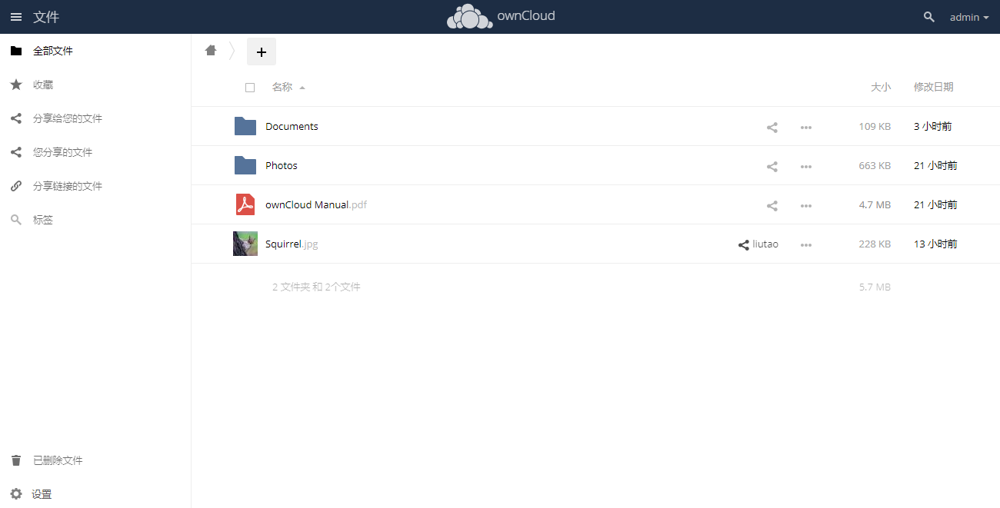 文件
ownCloud
admin
全部文件
收藏
分享给您的文件
您分享的文件
分享链接的文件
标签
已删除文件
设置
名称 大小 修改日期
Documents 109 KB 3 小时前
Photos 663 KB 21 小时前
ownCloud Manual.pdf 4.7 MB 21 小时前
Squirrel.jpg liutao 228 KB 13 小时前
2 文件夹 和 2个文件 5.7 MB